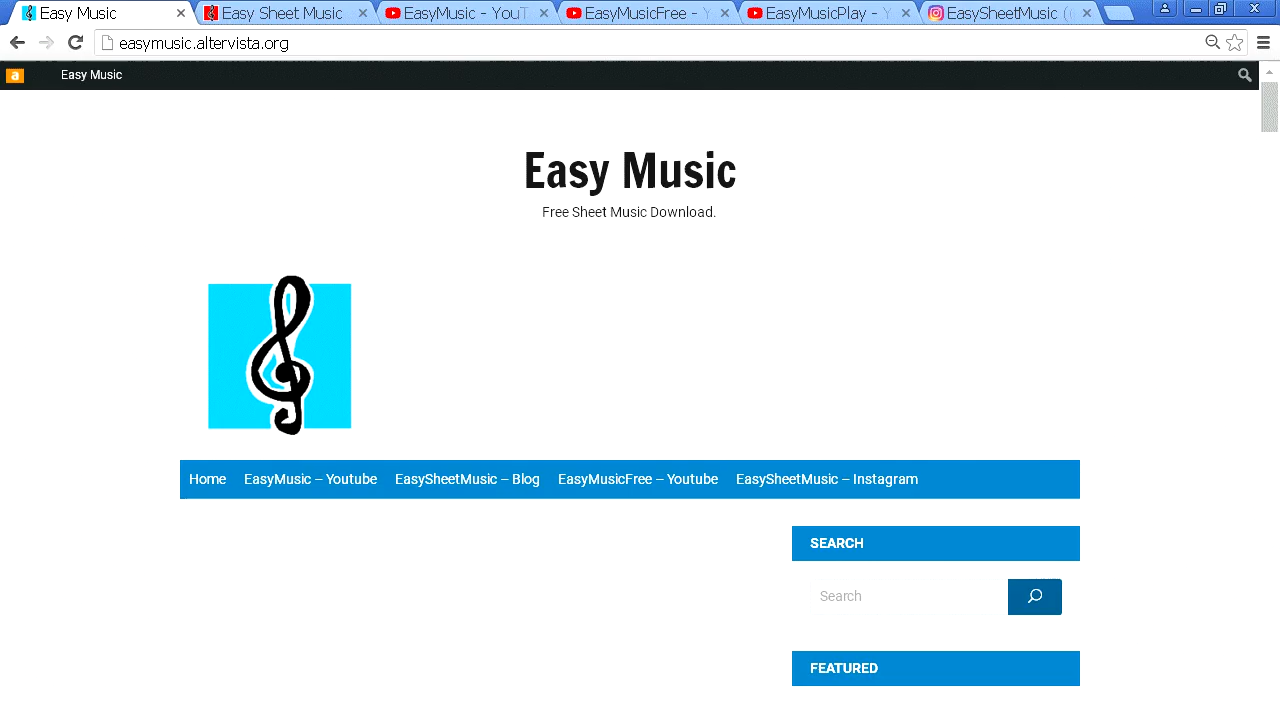 Easy Music
Easy Sheet Music
EasyMusic - YouT
EasyMusicFree - Y
EasyMusicPlay - Y
EasySheetMusic (
easymusic.altervista.org
a
Easy Music
Easy Music
Free Sheet Music Download.
Home EasyMusic – Youtube EasySheetMusic – Blog EasyMusicFree – Youtube EasySheetMusic – Instagram
SEARCH
Search
FEATURED